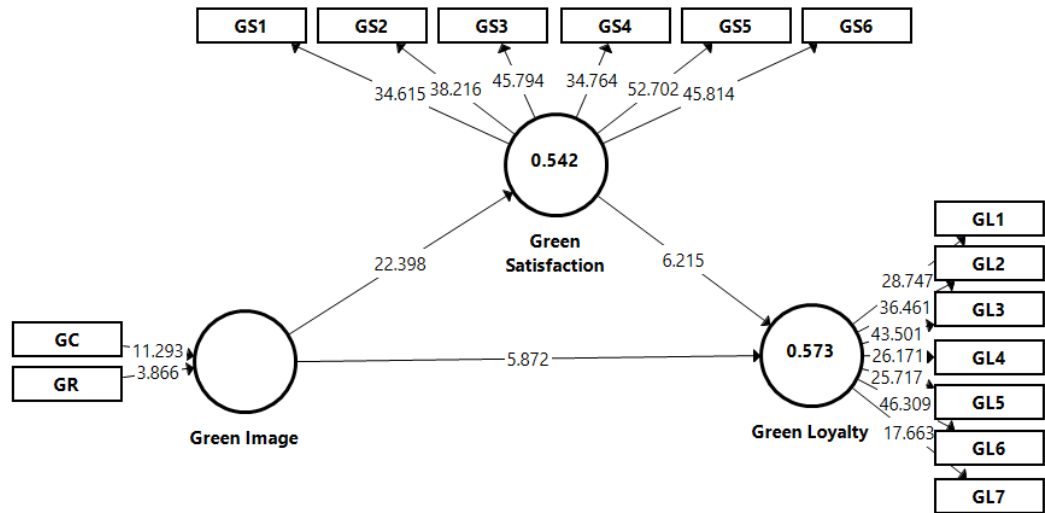 GS1 GS2 GS3 GS4 GS5 GS6
34.615 38.216 45.794 34.764 52.702 45.814
0.542
Green
Satisfaction
22.398
6.215
GC
GR
11.293
3.866
Green Image
5.872
0.573
Green Loyalty
28.747
36.461
43.501
26.171
25.717
46.309
17.663
GL1
GL2
GL3
GL4
GL5
GL6
GL7